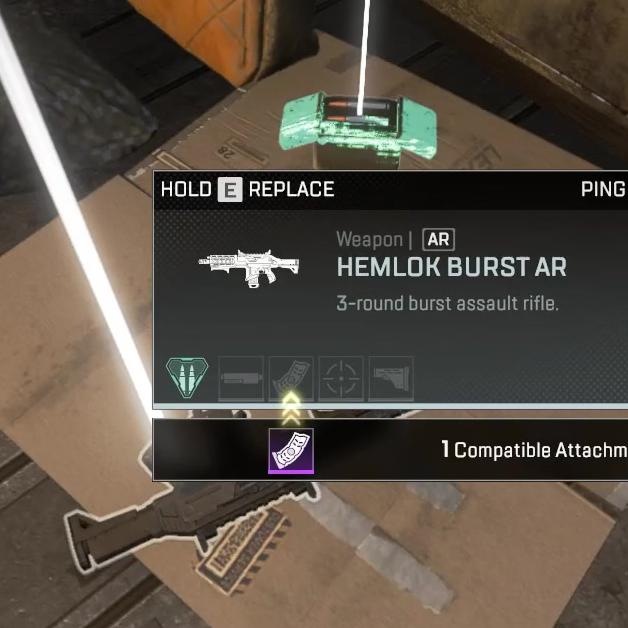 HOLD E REPLACE
PING
Weapon | AR
HEMLOK BURST AR
3-round burst assault rifle.
1 Compatible Attachm